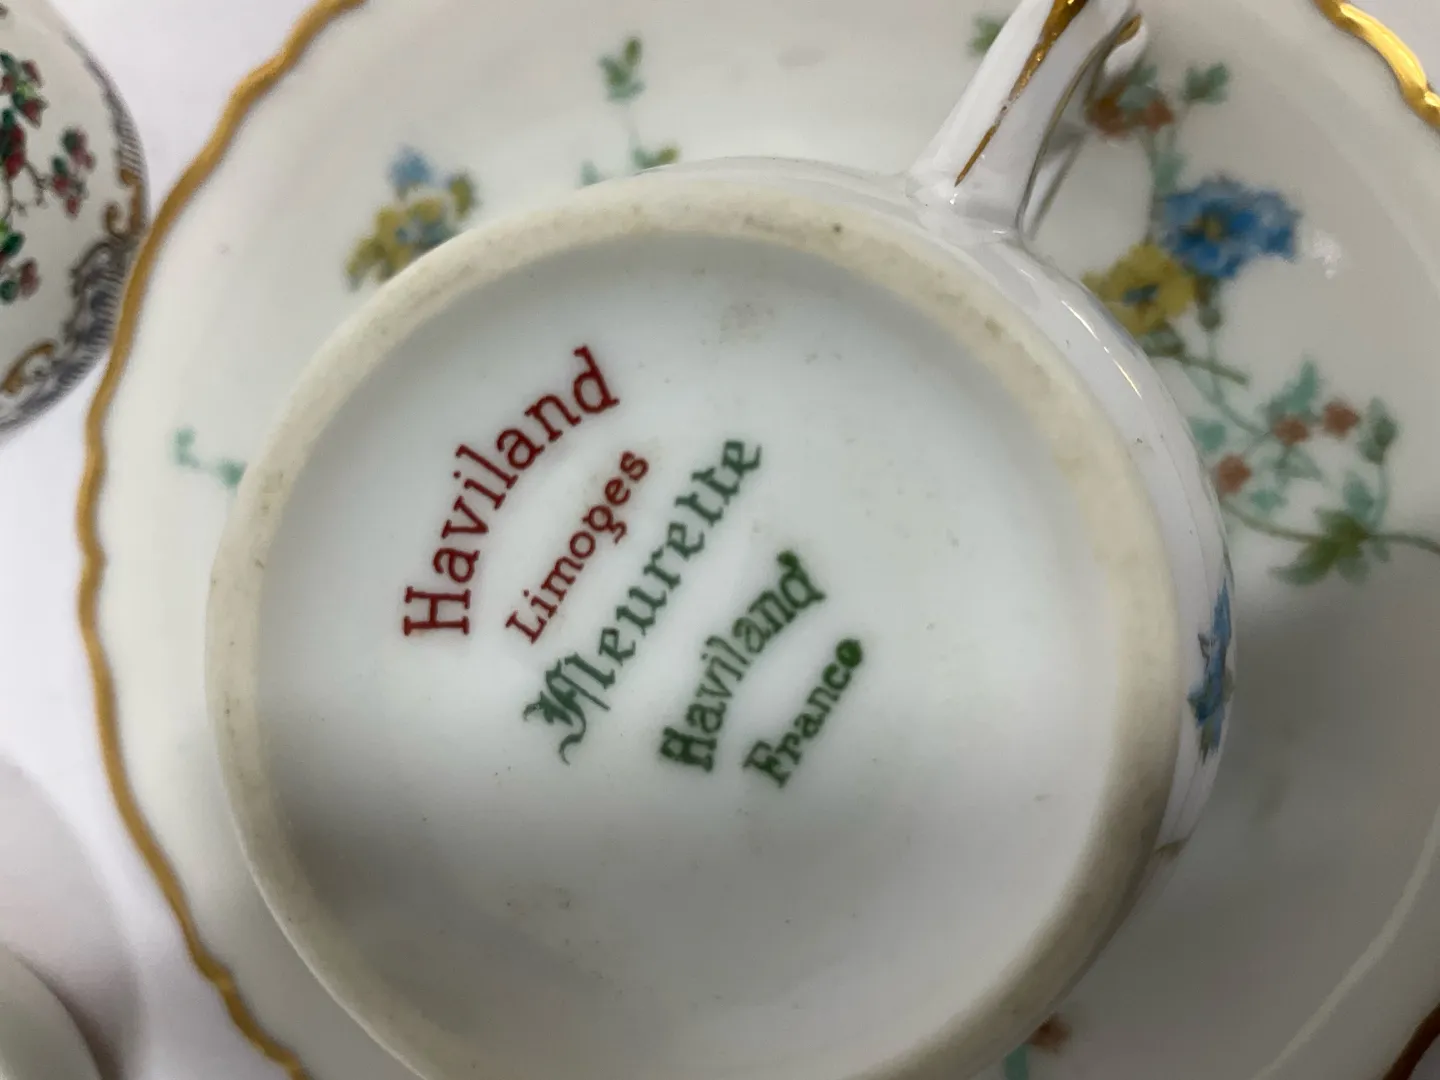 Haviland
Limoges
Fleurette
Haviland
France